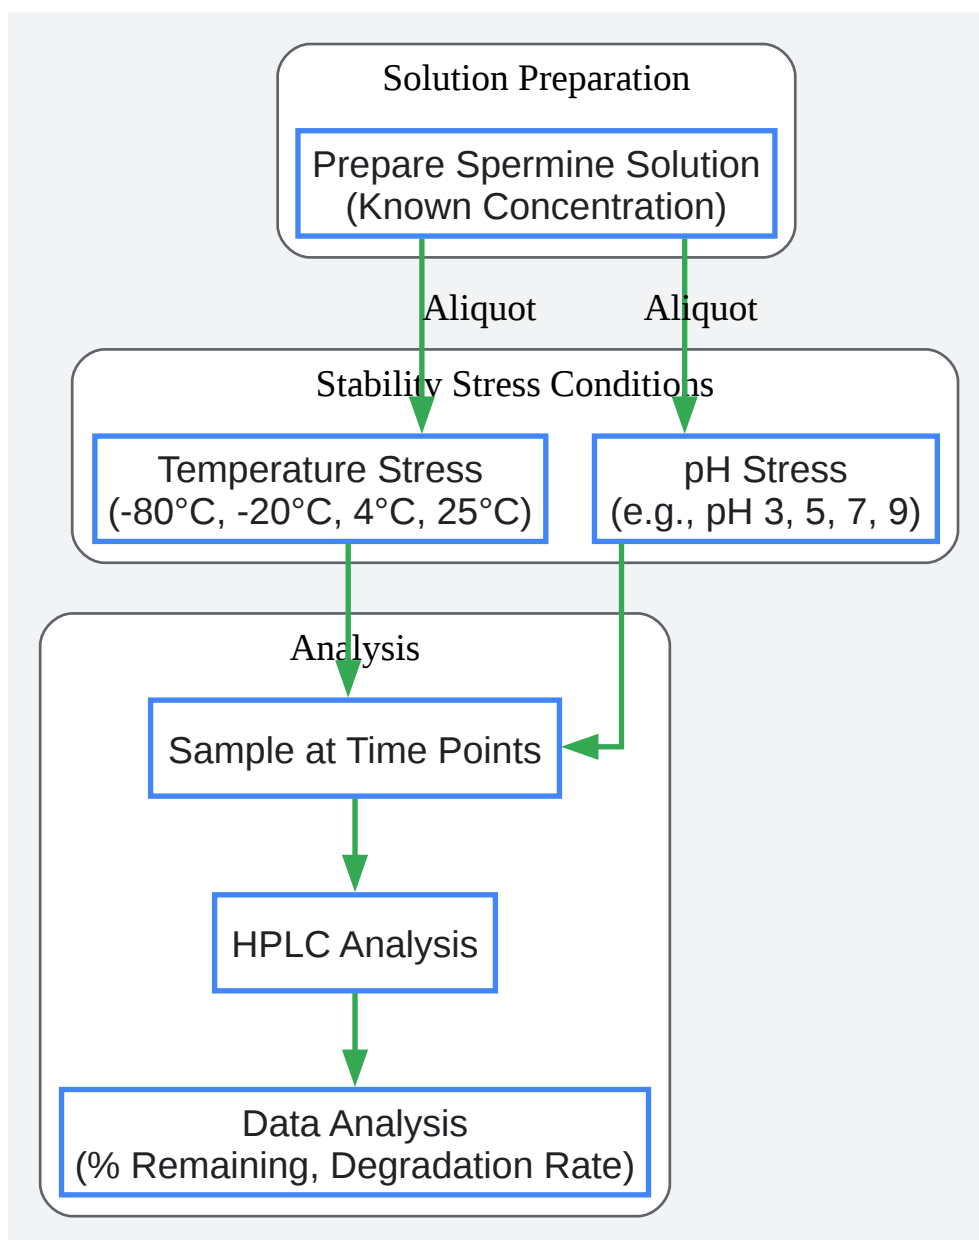 Solution Preparation
Prepare Spermine Solution
(Known Concentration)
Aliquot
Aliquot
Stability Stress Conditions
Temperature Stress
(-80°C, -20°C, 4°C, 25°C)
pH Stress
(e.g., pH 3, 5, 7, 9)
Analysis
Sample at Time Points
HPLC Analysis
Data Analysis
(% Remaining, Degradation Rate)